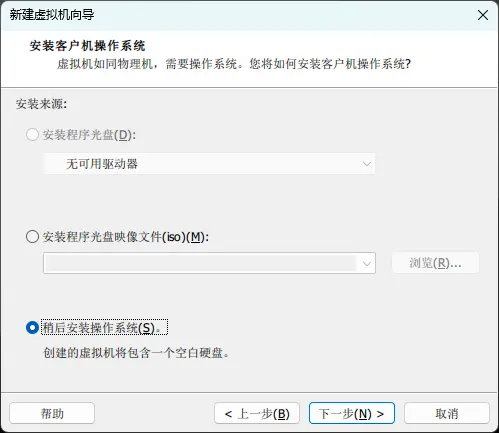 新建虚拟机向导
安装客户机操作系统
虚拟机如同物理机，需要操作系统。您将如何安装客户机操作系统?
安装来源:
安装程序光盘(D):
无可用驱动器
安装程序光盘映像文件(iso)(M):
浏览(R)...
稍后安装操作系统(S)。
创建的虚拟机将包含一个空白硬盘。
帮助
< 上一步(B)
下一步(N) >
取消